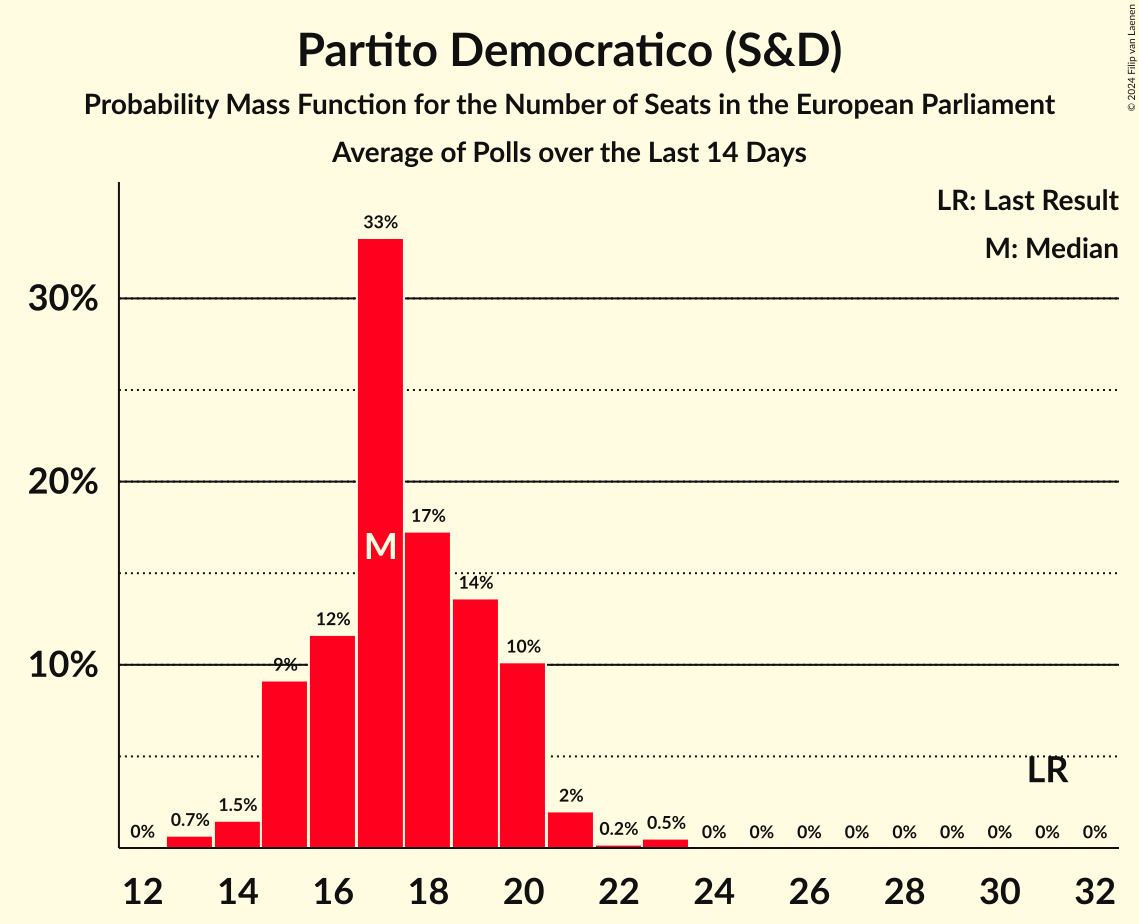 Partito Democratico (S&D)
Probability Mass Function for the Number of Seats in the European Parliament
Average of Polls over the Last 14 Days
© 2024 Filip van Laenen
LR: Last Result
M: Median
30%
20%
10%
0%
0.7%
1.5%
9%
12%
33%
17%
14%
10%
2%
0.2%
0.5%
0%
0%
0%
0%
0%
0%
0%
0%
0%
M
LR
12 14 16 18 20 22 24 26 28 30 32